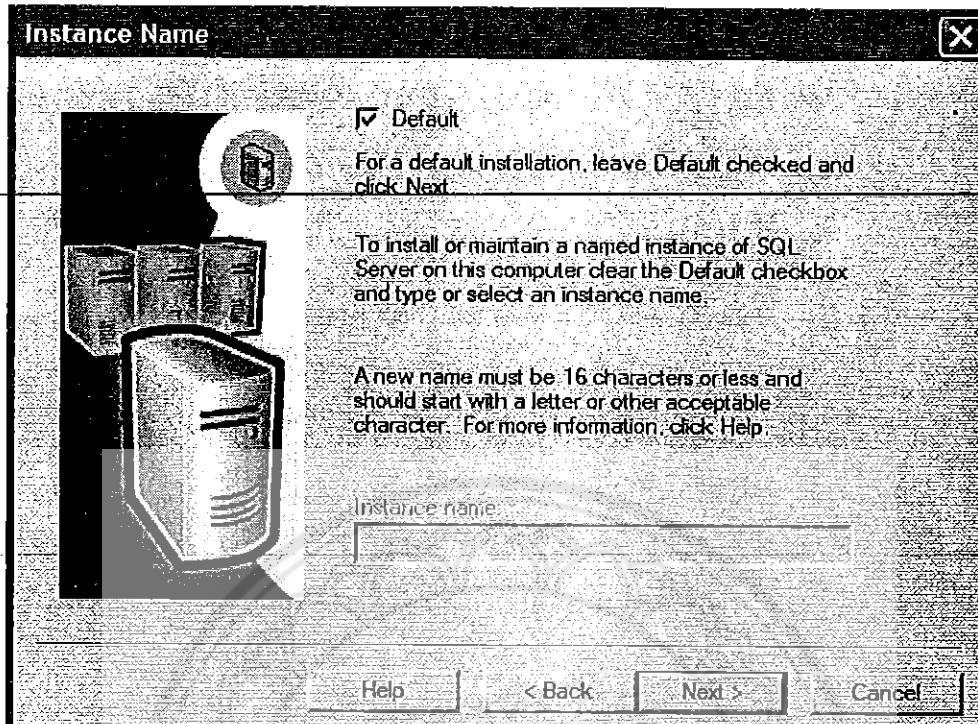 Instance Name
Default
For a default installation, leave Default checked and
click Next.
To install or maintain a named instance of SQL
Server on this computer clear the Default checkbox
and type or select an instance name.
A new name must be 16 characters or less and
should start with a letter or other acceptable
character. For more information, click Help.
Instance name:
Help
< Back
Next >
Cancel